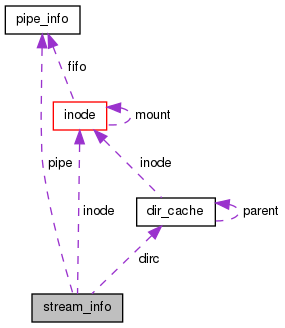 pipe_info
fifo
inode
mount
pipe
inode
inode
dir_cache
parent
dirc
stream_info